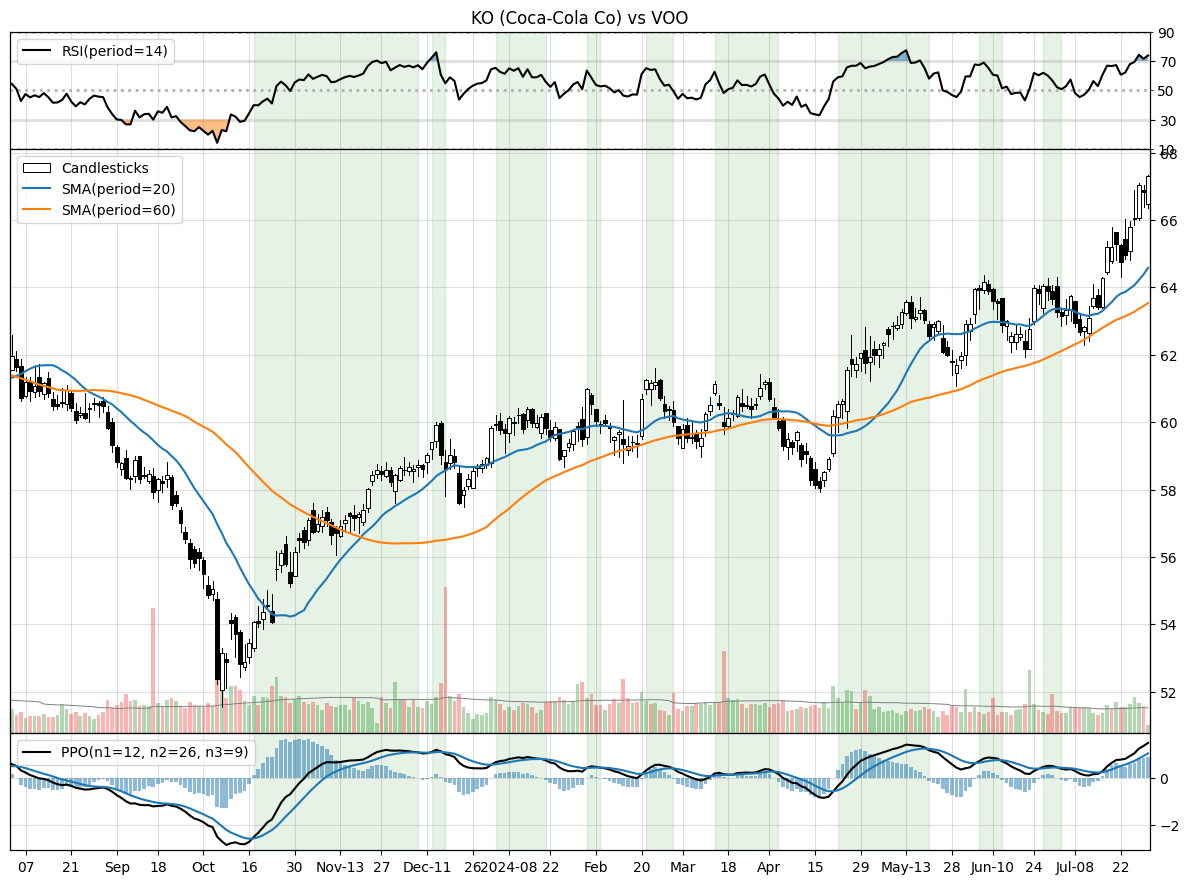 KO (Coca-Cola Co) vs VOO
RSI(period=14)
90
70
50
30
10
Candlesticks
SMA(period=20)
SMA(period=60)
68
66
64
62
60
58
56
54
52
PPO(n1=12, n2=26, n3=9)
0
−2
07 21 Sep 18 Oct 16 30 Nov-13 27 Dec-11 26 2024-08 22 Feb 20 Mar 18 Apr 15 29 May-13 28 Jun-10 24 Jul-08 22